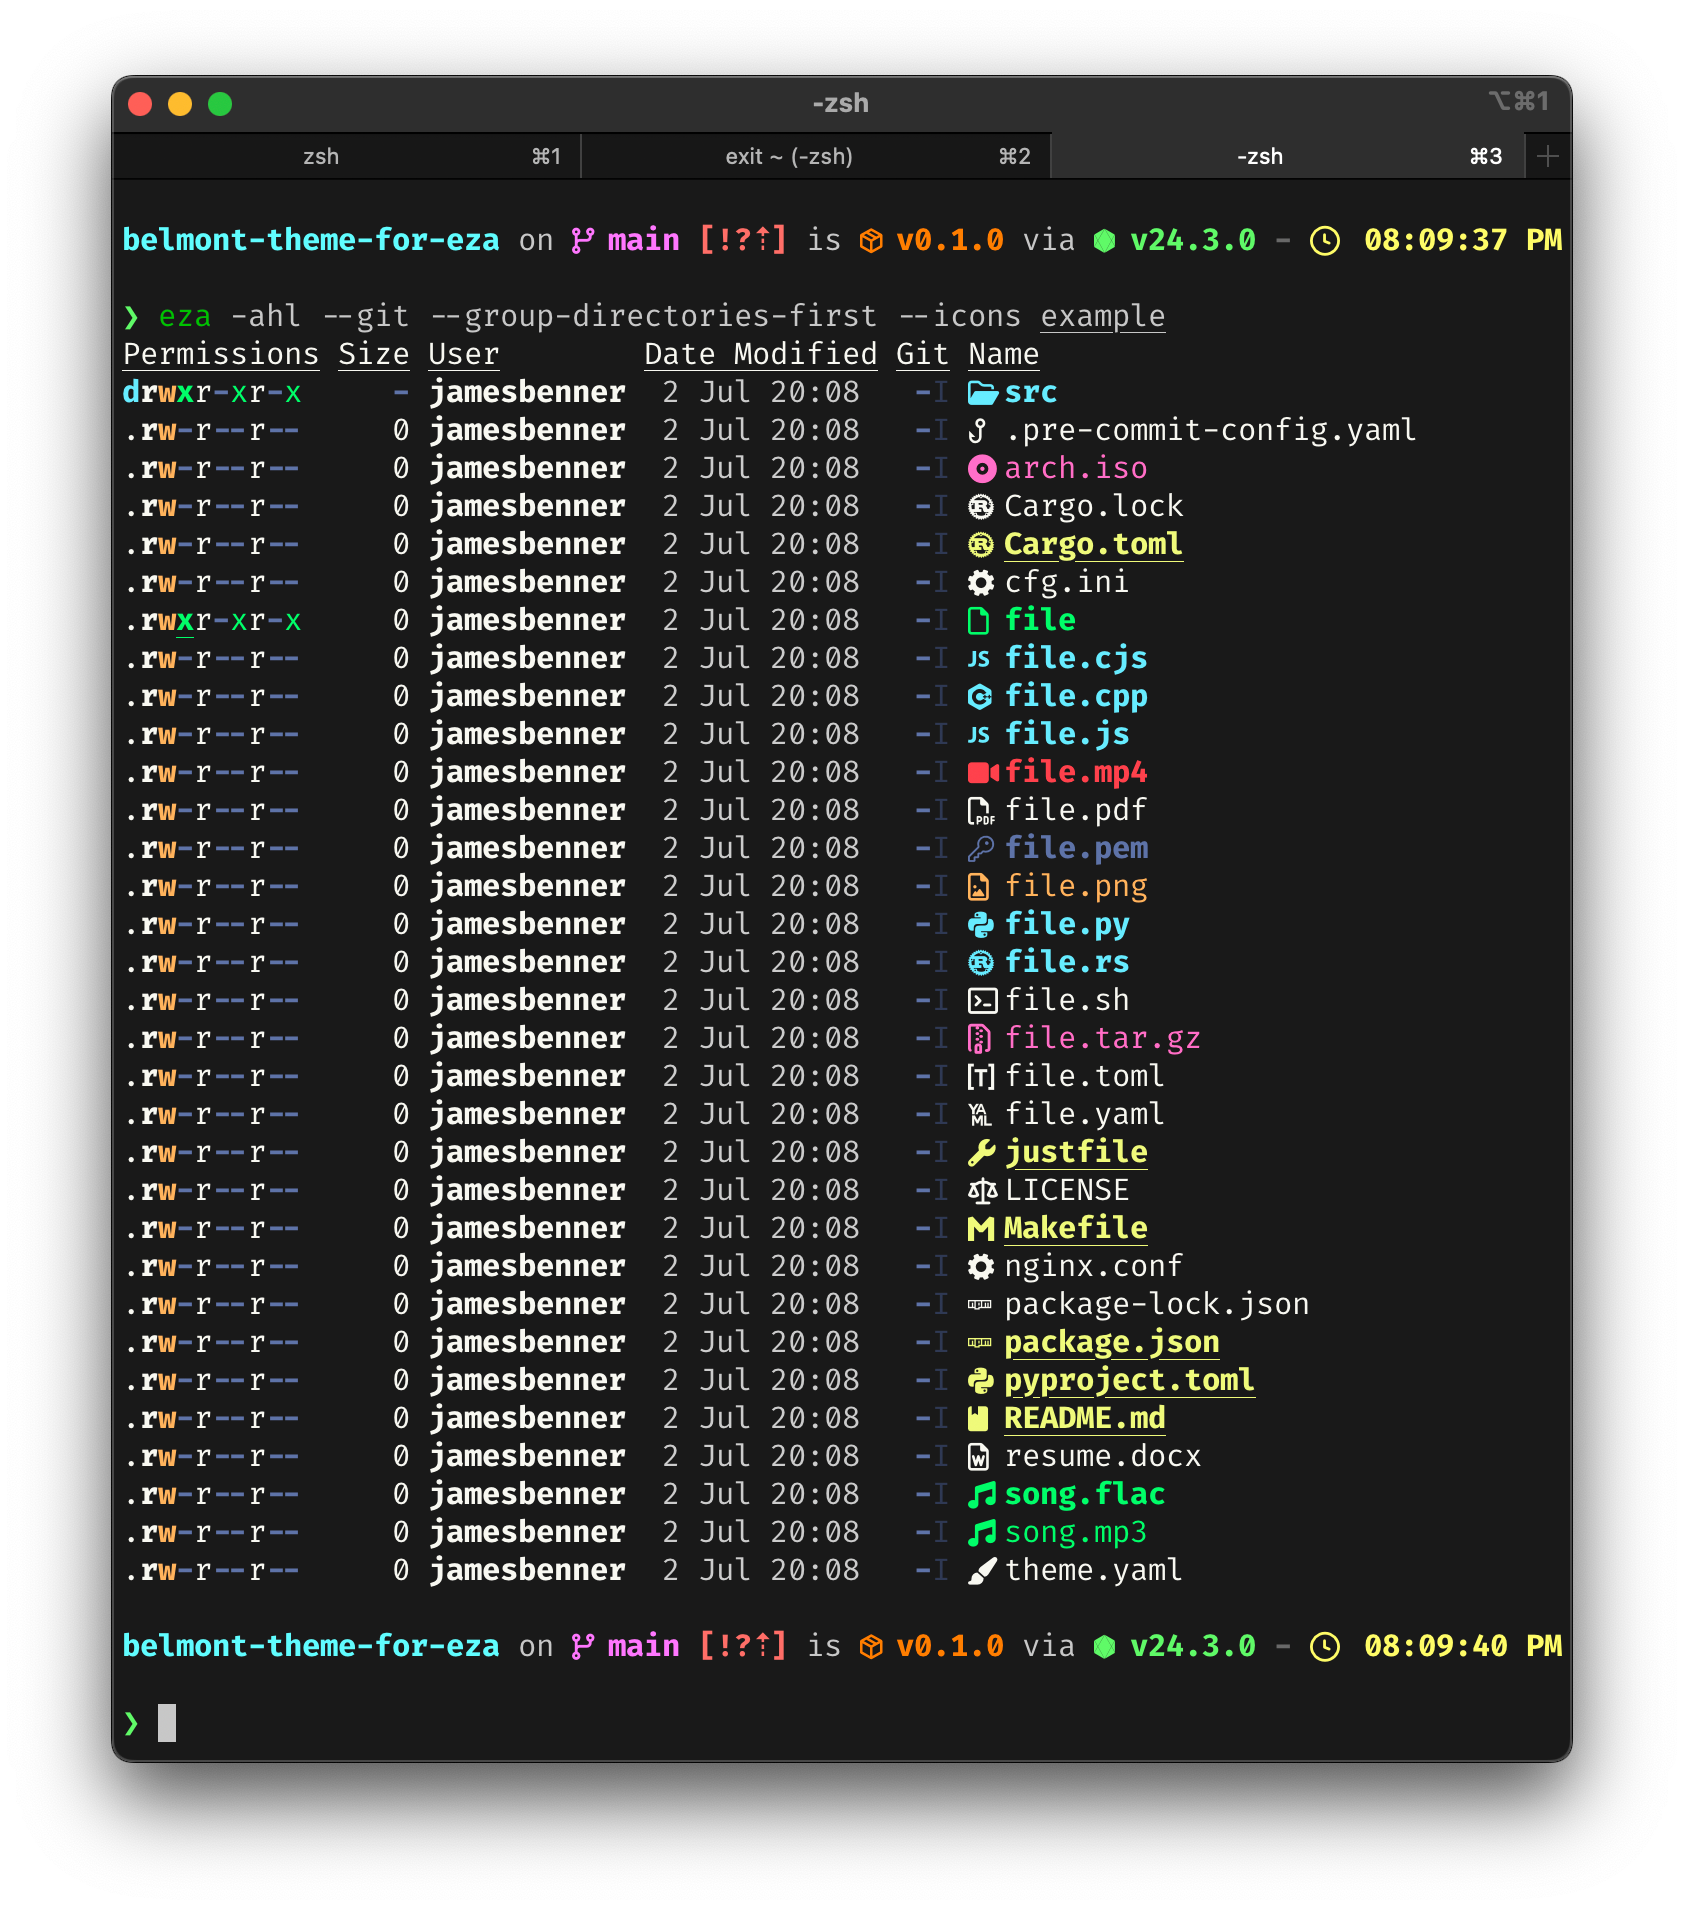 -zsh ⌥⌘1
zsh ⌘1 exit ~ (-zsh) ⌘2 -zsh ⌘3
belmont-theme-for-eza on main [!?⇡] is v0.1.0 via v24.3.0 - 08:09:37 PM
❯ eza -ahl --git --group-directories-first --icons example
Permissions Size User Date Modified Git Name
drwxr-xr-x - jamesbenner 2 Jul 20:08 -I src
.rw-r--r-- 0 jamesbenner 2 Jul 20:08 -I .pre-commit-config.yaml
.rw-r--r-- 0 jamesbenner 2 Jul 20:08 -I arch.iso
.rw-r--r-- 0 jamesbenner 2 Jul 20:08 -I Cargo.lock
.rw-r--r-- 0 jamesbenner 2 Jul 20:08 -I Cargo.toml
.rw-r--r-- 0 jamesbenner 2 Jul 20:08 -I cfg.ini
.rwxr-xr-x 0 jamesbenner 2 Jul 20:08 -I file
.rw-r--r-- 0 jamesbenner 2 Jul 20:08 -I JS file.cjs
.rw-r--r-- 0 jamesbenner 2 Jul 20:08 -I file.cpp
.rw-r--r-- 0 jamesbenner 2 Jul 20:08 -I JS file.js
.rw-r--r-- 0 jamesbenner 2 Jul 20:08 -I file.mp4
.rw-r--r-- 0 jamesbenner 2 Jul 20:08 -I PDF file.pdf
.rw-r--r-- 0 jamesbenner 2 Jul 20:08 -I file.pem
.rw-r--r-- 0 jamesbenner 2 Jul 20:08 -I file.png
.rw-r--r-- 0 jamesbenner 2 Jul 20:08 -I file.py
.rw-r--r-- 0 jamesbenner 2 Jul 20:08 -I file.rs
.rw-r--r-- 0 jamesbenner 2 Jul 20:08 -I file.sh
.rw-r--r-- 0 jamesbenner 2 Jul 20:08 -I file.tar.gz
.rw-r--r-- 0 jamesbenner 2 Jul 20:08 -I [T] file.toml
.rw-r--r-- 0 jamesbenner 2 Jul 20:08 -I YAML file.yaml
.rw-r--r-- 0 jamesbenner 2 Jul 20:08 -I justfile
.rw-r--r-- 0 jamesbenner 2 Jul 20:08 -I LICENSE
.rw-r--r-- 0 jamesbenner 2 Jul 20:08 -I Makefile
.rw-r--r-- 0 jamesbenner 2 Jul 20:08 -I nginx.conf
.rw-r--r-- 0 jamesbenner 2 Jul 20:08 -I npm package-lock.json
.rw-r--r-- 0 jamesbenner 2 Jul 20:08 -I npm package.json
.rw-r--r-- 0 jamesbenner 2 Jul 20:08 -I pyproject.toml
.rw-r--r-- 0 jamesbenner 2 Jul 20:08 -I README.md
.rw-r--r-- 0 jamesbenner 2 Jul 20:08 -I resume.docx
.rw-r--r-- 0 jamesbenner 2 Jul 20:08 -I song.flac
.rw-r--r-- 0 jamesbenner 2 Jul 20:08 -I song.mp3
.rw-r--r-- 0 jamesbenner 2 Jul 20:08 -I theme.yaml
belmont-theme-for-eza on main [!?⇡] is v0.1.0 via v24.3.0 - 08:09:40 PM
❯